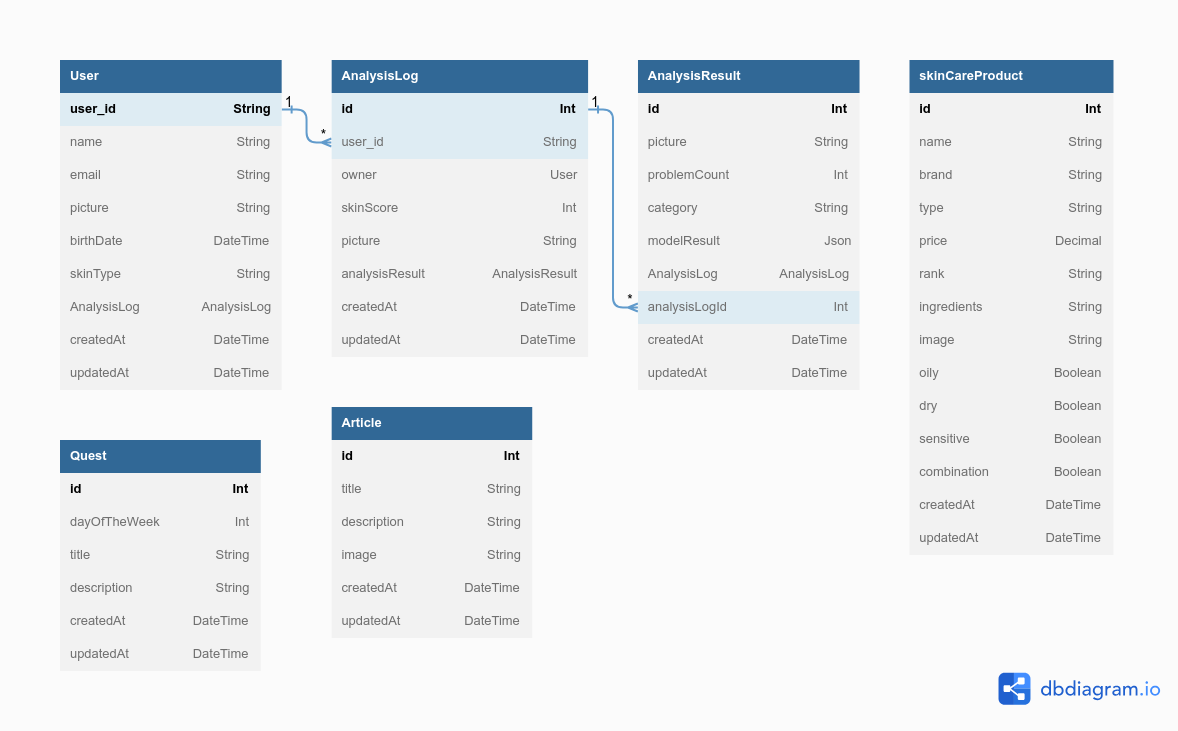 User
user_id String
name String
email String
picture String
birthDate DateTime
skinType String
AnalysisLog AnalysisLog
createdAt DateTime
updatedAt DateTime
1
*
AnalysisLog
id Int
user_id String
owner User
skinScore Int
picture String
analysisResult AnalysisResult
createdAt DateTime
updatedAt DateTime
1
*
AnalysisResult
id Int
picture String
problemCount Int
category String
modelResult Json
AnalysisLog AnalysisLog
analysisLogId Int
createdAt DateTime
updatedAt DateTime
skinCareProduct
id Int
name String
brand String
type String
price Decimal
rank String
ingredients String
image String
oily Boolean
dry Boolean
sensitive Boolean
combination Boolean
createdAt DateTime
updatedAt DateTime
Quest
id Int
dayOfTheWeek Int
title String
description String
createdAt DateTime
updatedAt DateTime
Article
id Int
title String
description String
image String
createdAt DateTime
updatedAt DateTime
dbdiagram.io